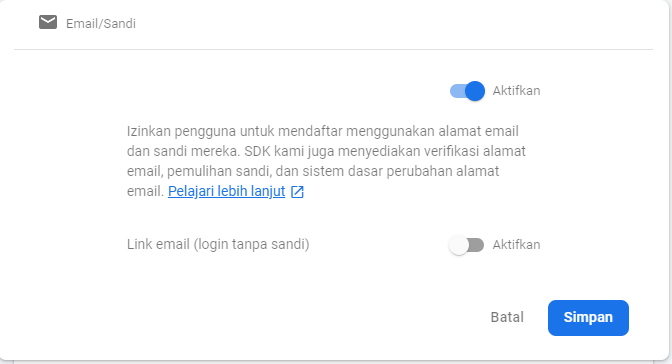 Email/Sandi
Aktifkan
Izinkan pengguna untuk mendaftar menggunakan alamat email
dan sandi mereka. SDK kami juga menyediakan verifikasi alamat
email, pemulihan sandi, dan sistem dasar perubahan alamat
email. Pelajari lebih lanjut
Link email (login tanpa sandi)
Aktifkan
Batal
Simpan